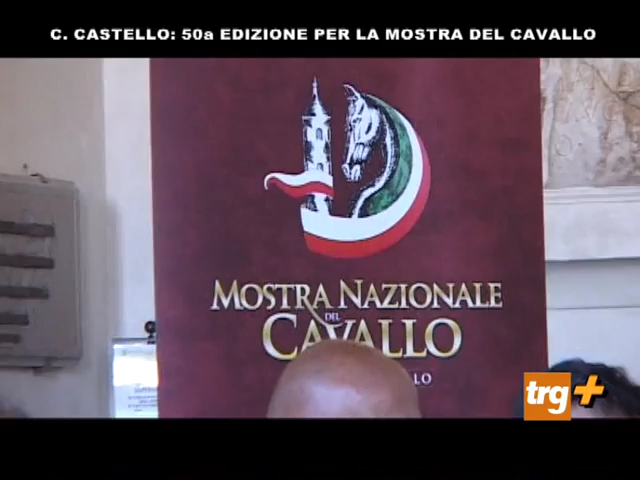 C. CASTELLO: 50a EDIZIONE PER LA MOSTRA DEL CAVALLO
MOSTRA NAZIONALE
DEL
CAVALLO
trg+